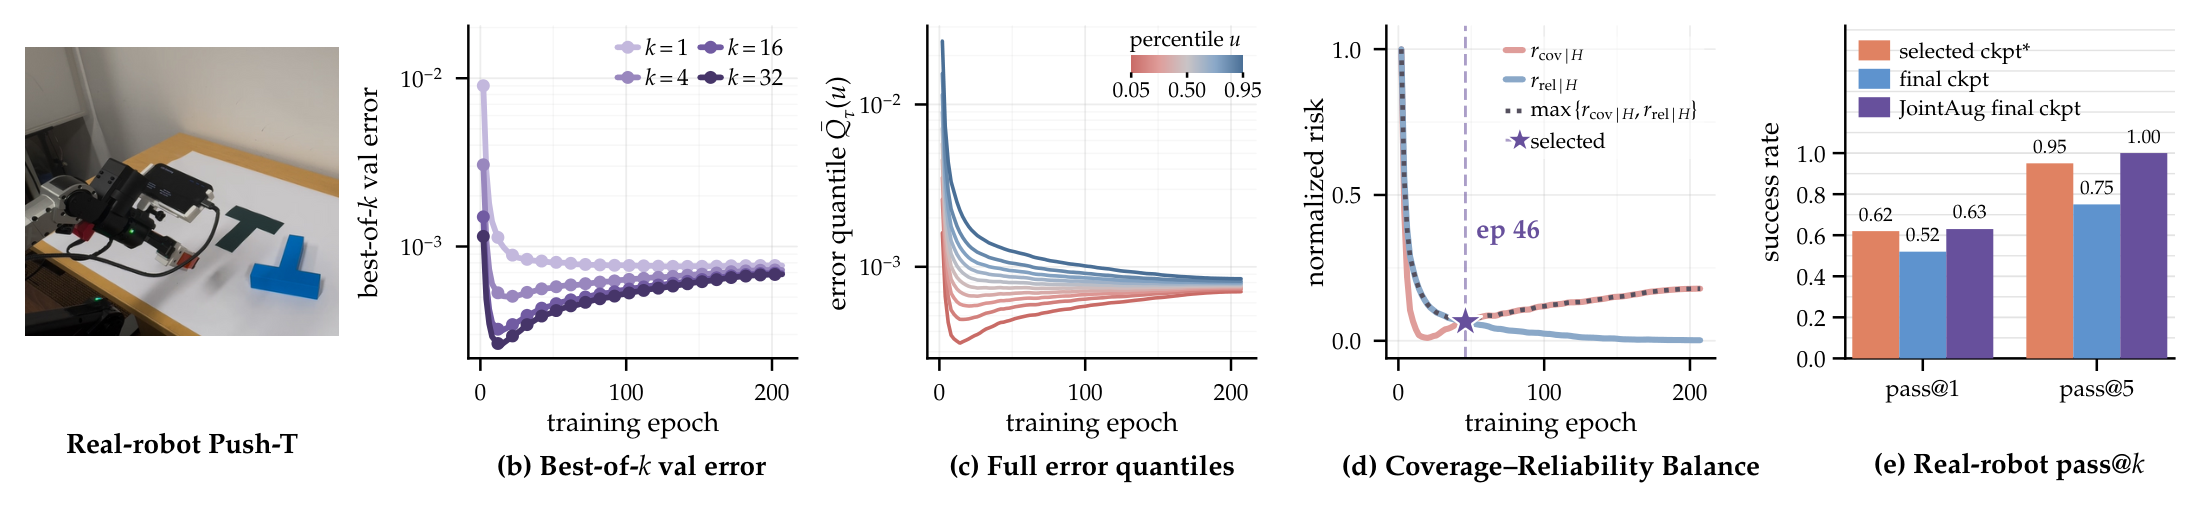 Real-robot Push-T
best-of-k val error
10⁻²
10⁻³
k = 1
k = 4
k = 16
k = 32
0 100 200
training epoch
(b) Best-of-k val error
error quantile Q̄τ(u)
10⁻²
10⁻³
percentile u
0.05 0.50 0.95
0 100 200
training epoch
(c) Full error quantiles
normalized risk
1.0
0.5
0.0
r_cov|H
r_rel|H
max{r_cov|H, r_rel|H}
selected
ep 46
0 100 200
training epoch
(d) Coverage–Reliability Balance
success rate
selected ckpt*
final ckpt
JointAug final ckpt
1.0
0.8
0.6
0.4
0.2
0.0
0.62
0.52
0.63
0.95
0.75
1.00
pass@1 pass@5
(e) Real-robot pass@k